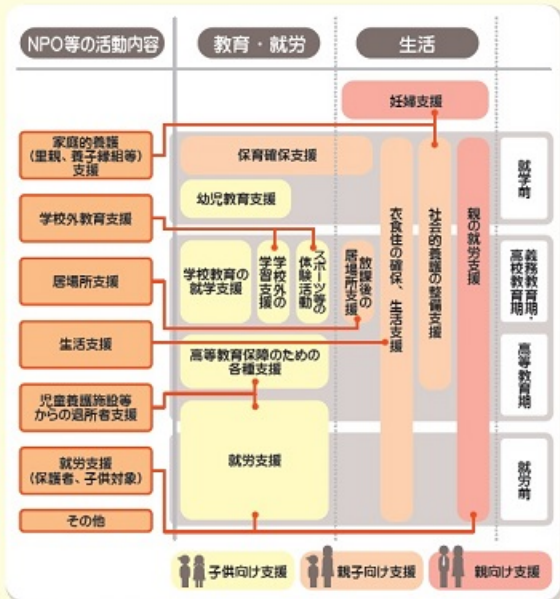 NPO等の活動内容
教育・就労
生活
妊婦支援
家庭的養護
(里親、養子縁組等)
支援
保育確保支援
幼児教育支援
就学前
学校外教育支援
居場所支援
学校教育の
就学支援
学校外の
学習支援
スポーツ等の
体験活動
放課後の
居場所支援
衣食住の確保、生活支援
社会的養護の整備支援
親の就労支援
義務教育期・
高校教育期
生活支援
高等教育保障のための
各種支援
高等教育期
児童養護施設等
からの退所者支援
就労支援
就労支援
(保護者、子供対象)
就労前
その他
子供向け支援
親子向け支援
親向け支援